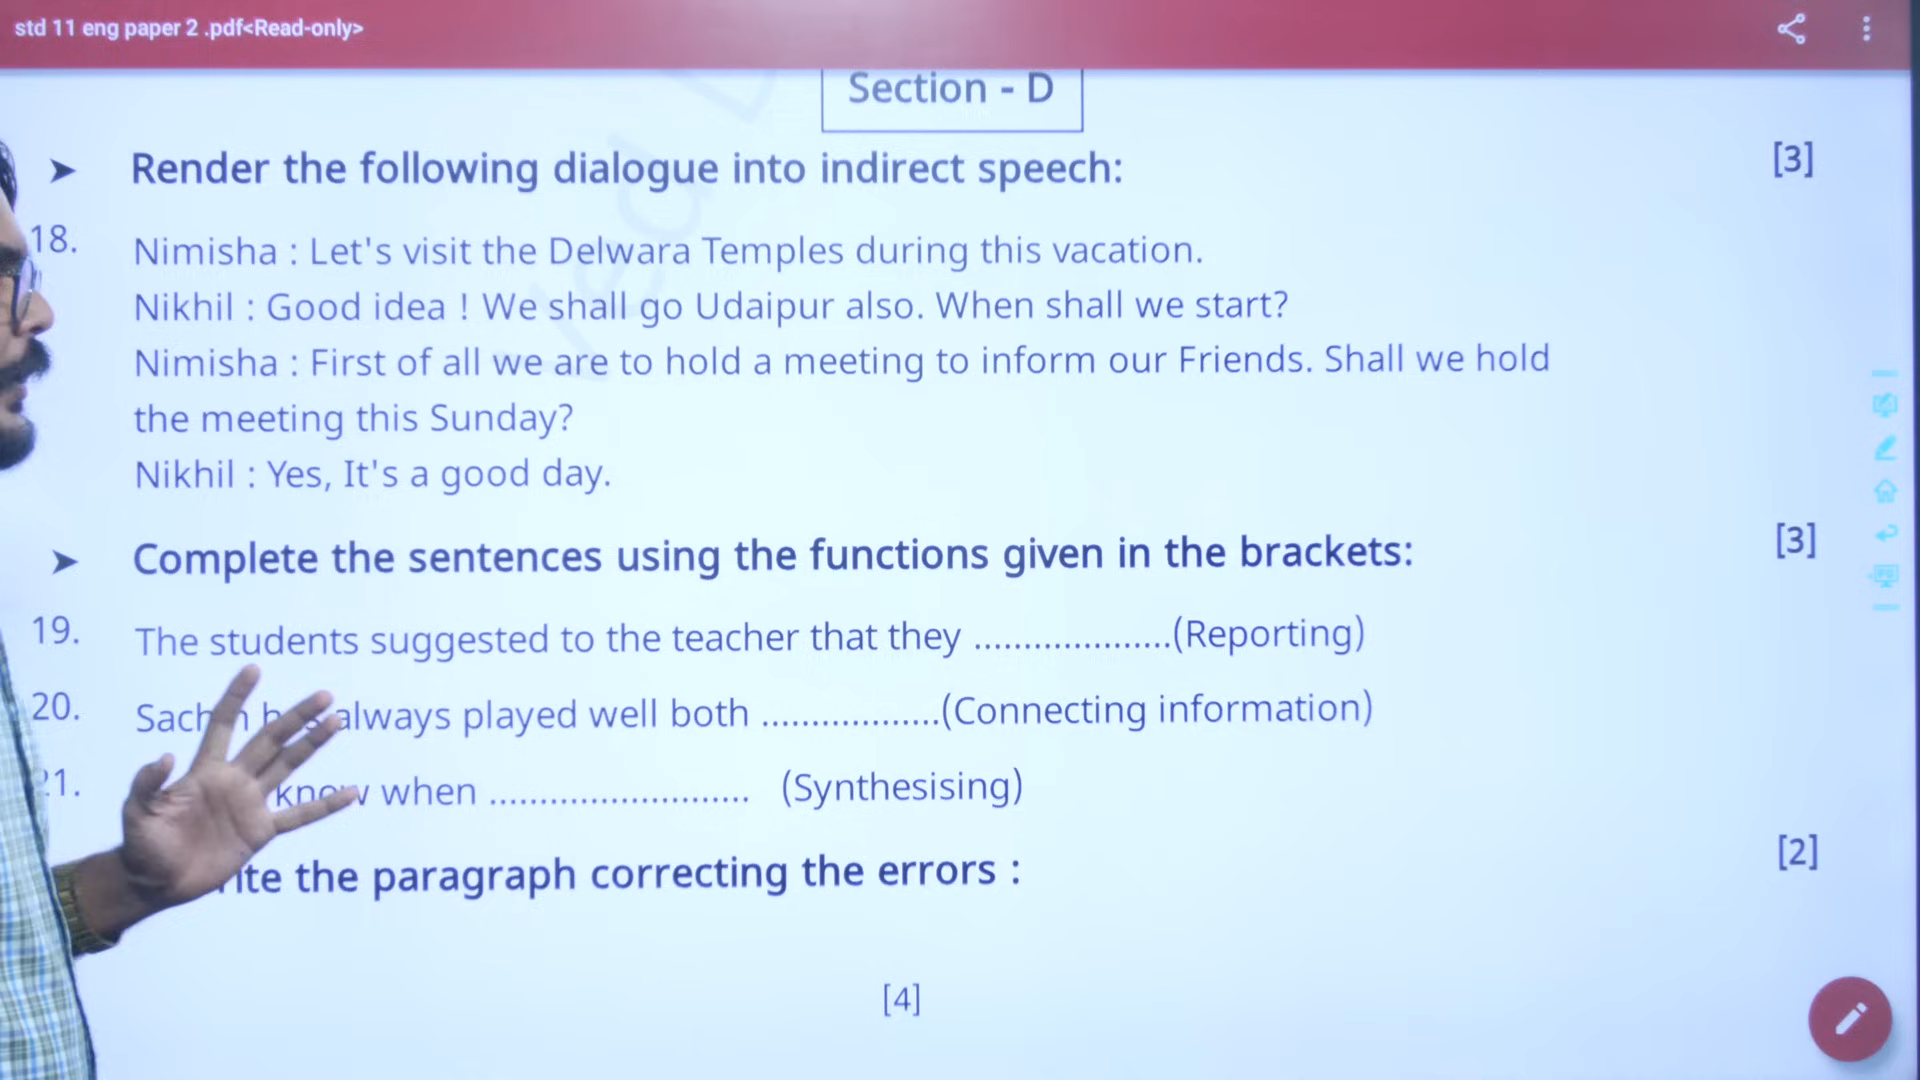 std 11 eng paper 2 .pdf<Read-only>
Section - D
➤ Render the following dialogue into indirect speech: [3]
18. Nimisha : Let's visit the Delwara Temples during this vacation.
Nikhil : Good idea ! We shall go Udaipur also. When shall we start?
Nimisha : First of all we are to hold a meeting to inform our Friends. Shall we hold
the meeting this Sunday?
Nikhil : Yes, It's a good day.
➤ Complete the sentences using the functions given in the brackets: [3]
19. The students suggested to the teacher that they ....................(Reporting)
20. always played well both ..................(Connecting information)
know when .......................... (Synthesising)
the paragraph correcting the errors : [2]
[4]